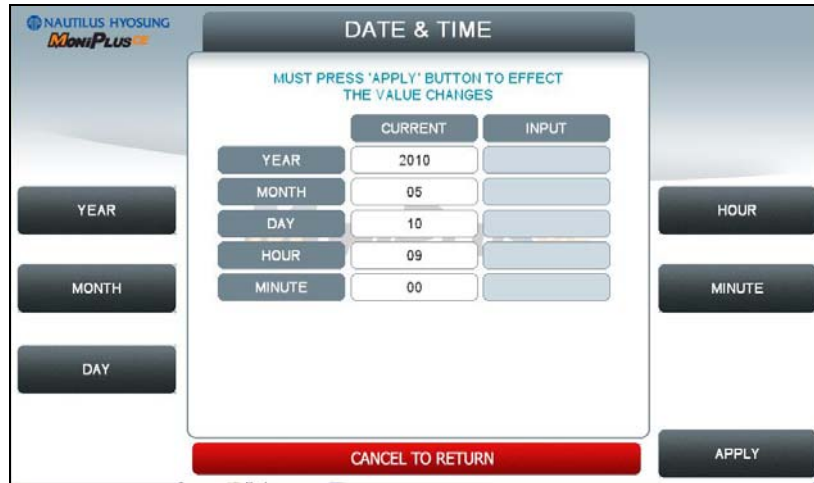 NAUTILUS HYOSUNG
MoniPlus CE
DATE & TIME
MUST PRESS 'APPLY' BUTTON TO EFFECT
THE VALUE CHANGES
CURRENT INPUT
YEAR 2010
MONTH 05
DAY 10
HOUR 09
MINUTE 00
YEAR
MONTH
DAY
HOUR
MINUTE
APPLY
CANCEL TO RETURN